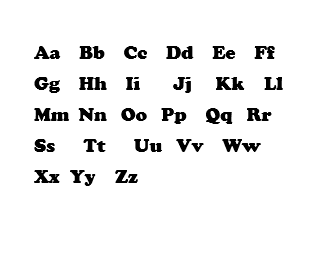 Aa Bb Cc Dd Ee Ff
Gg Hh Ii Jj Kk Ll
Mm Nn Oo Pp Qq Rr
Ss Tt Uu Vv Ww
Xx Yy Zz